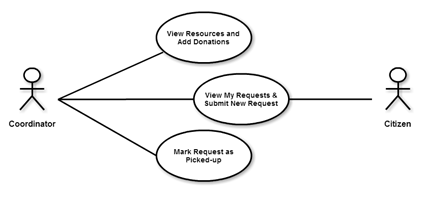 View Resources and
Add Donations
View My Requests &
Submit New Request
Coordinator
Citizen
Mark Request as
Picked-up